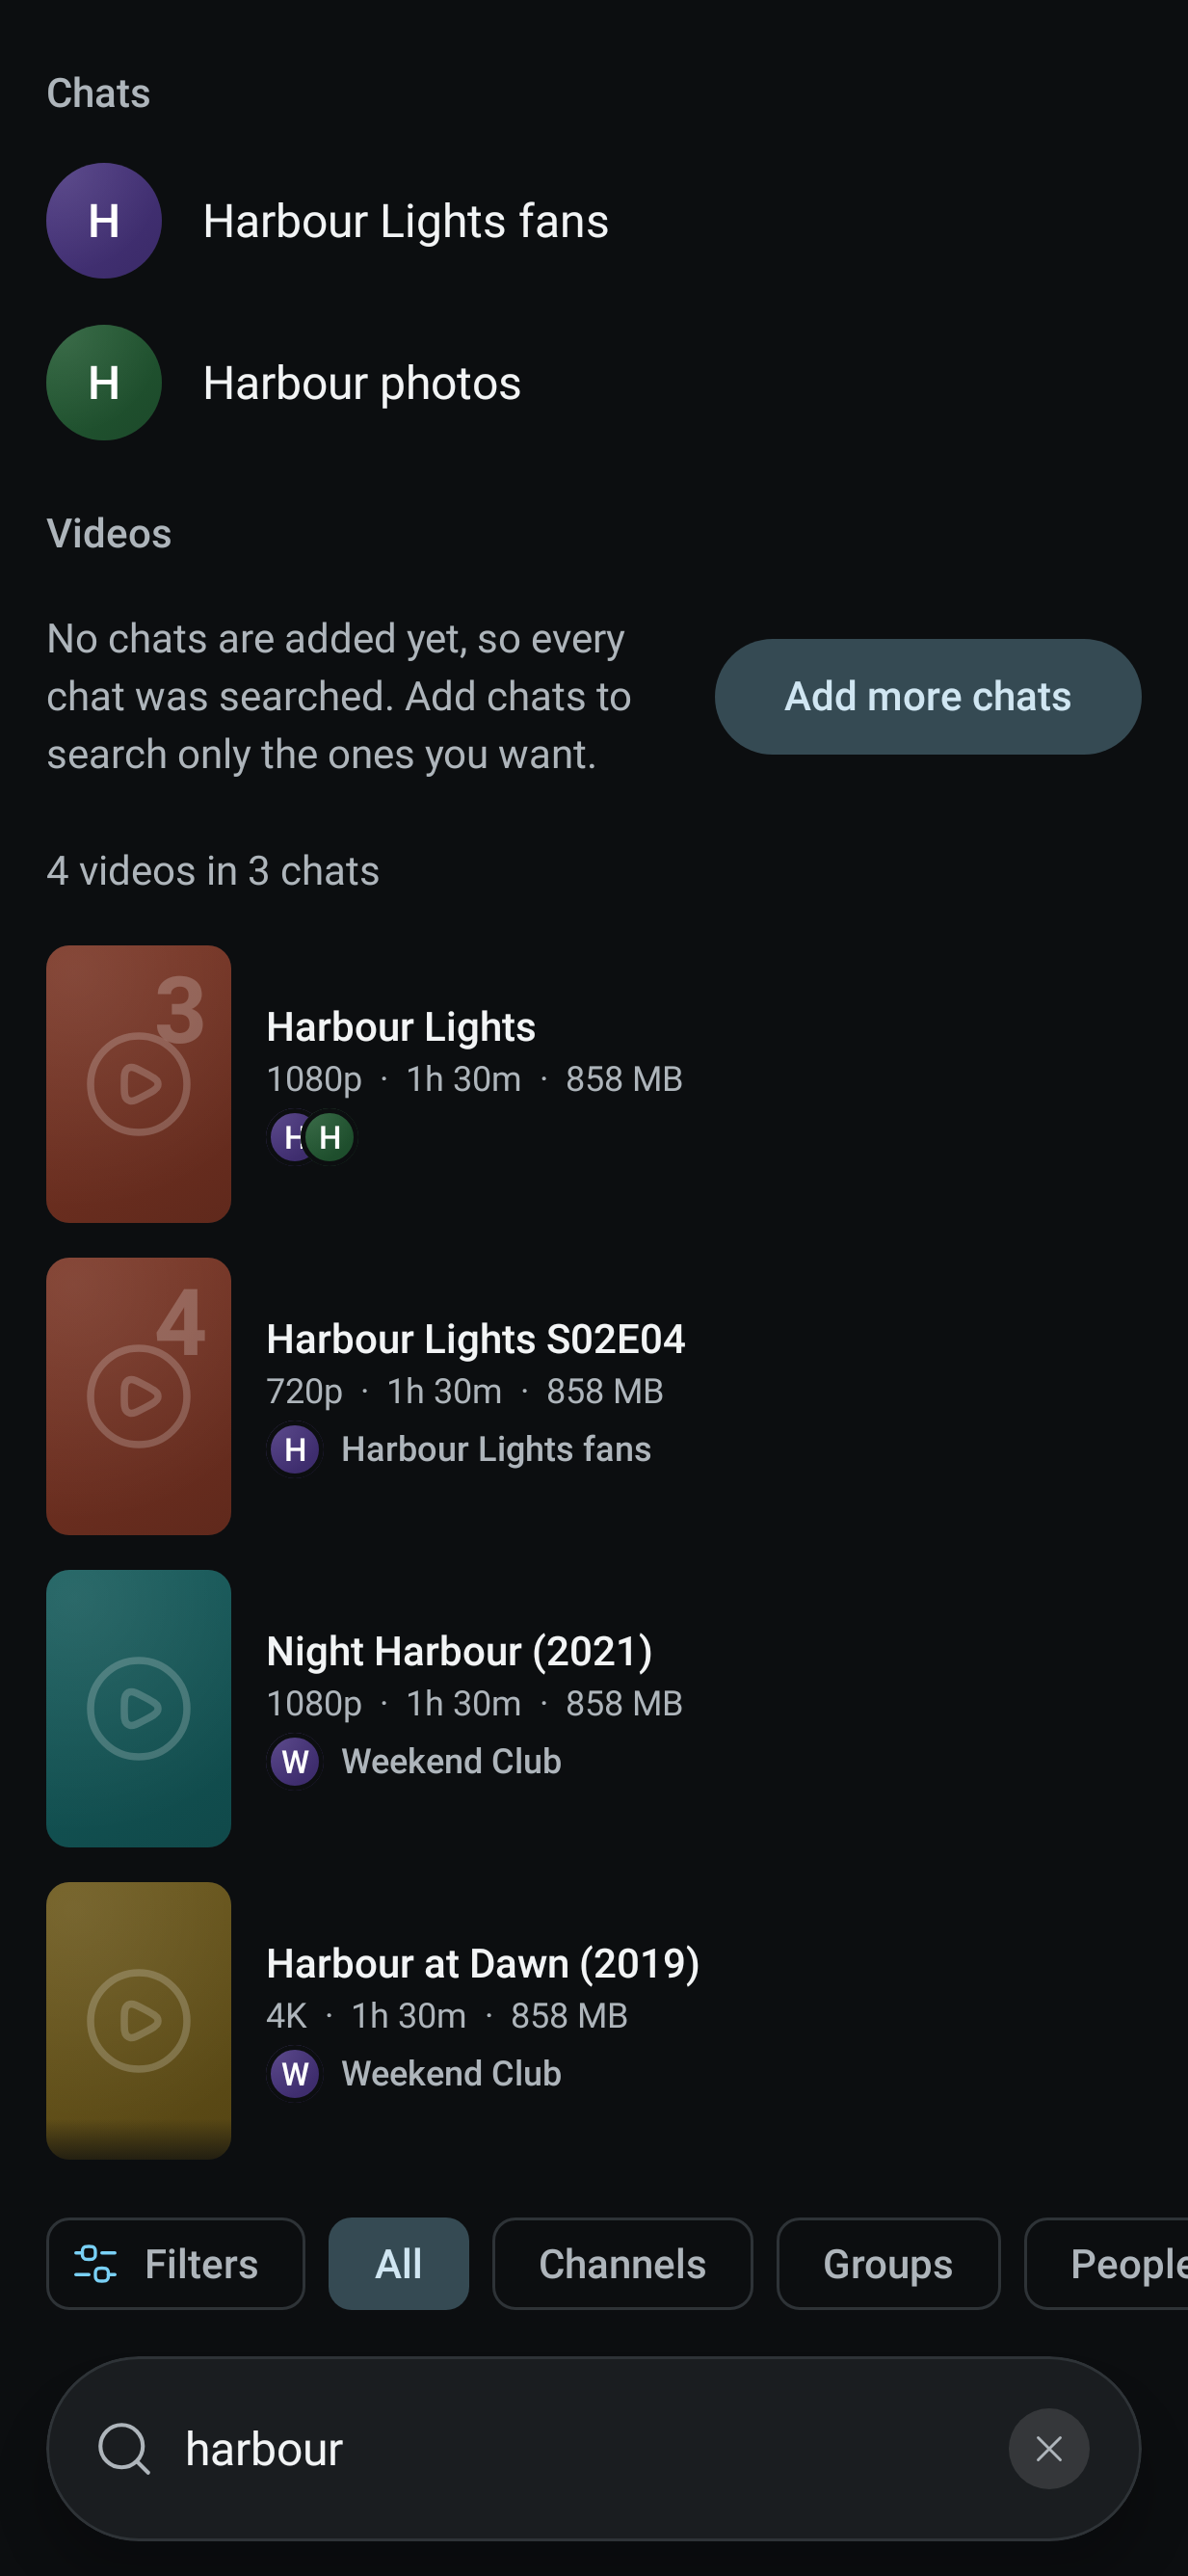 Chats
H
Harbour Lights fans
H
Harbour photos
Videos
No chats are added yet, so every
chat was searched. Add chats to
search only the ones you want.
Add more chats
4 videos in 3 chats
3
Harbour Lights
1080p · 1h 30m · 858 MB
H H
4
Harbour Lights S02E04
720p · 1h 30m · 858 MB
H Harbour Lights fans
Night Harbour (2021)
1080p · 1h 30m · 858 MB
W Weekend Club
Harbour at Dawn (2019)
4K · 1h 30m · 858 MB
W Weekend Club
Filters All Channels Groups People
harbour